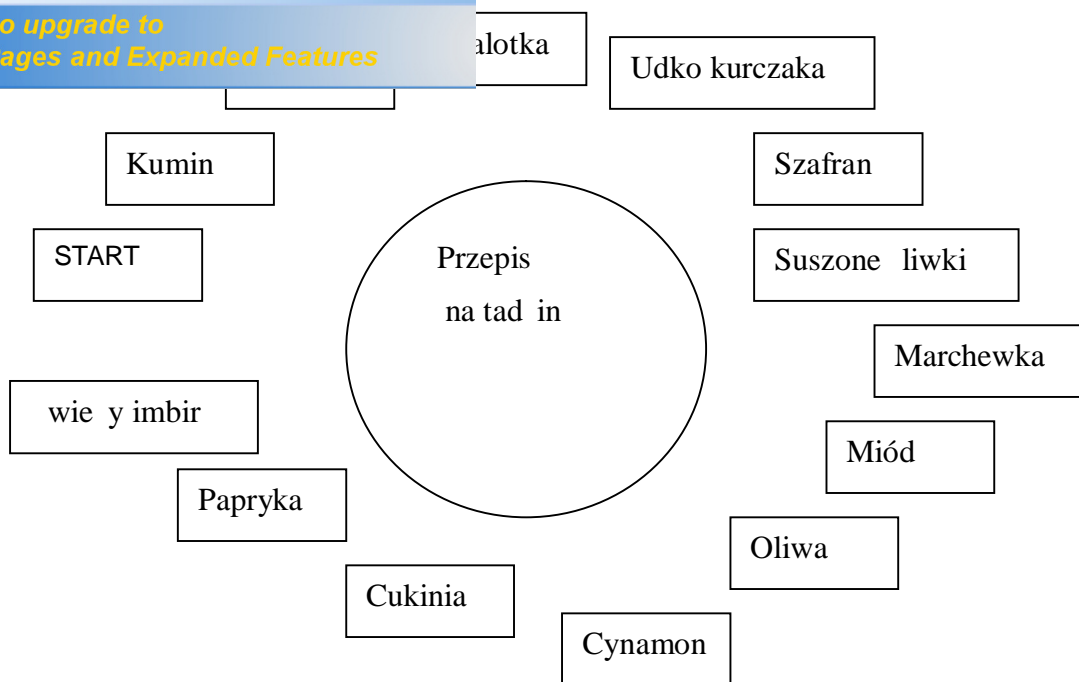 o upgrade to
ages and Expanded Features
alotka
Udko kurczaka
Kumin
Szafran
START
Przepis
na tad in
Suszone liwki
Marchewka
wie y imbir
Miód
Papryka
Oliwa
Cukinia
Cynamon